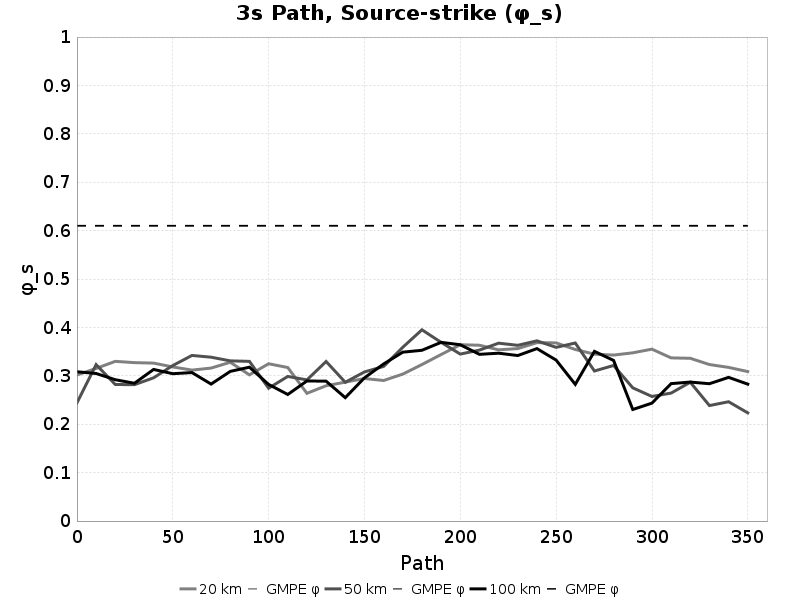 3s Path, Source-strike (φ_s)
1
0.9
0.8
0.7
0.6
0.5
0.4
0.3
0.2
0.1
0
φ_s
0 50 100 150 200 250 300 350
Path
20 km GMPE φ 50 km GMPE φ 100 km GMPE φ